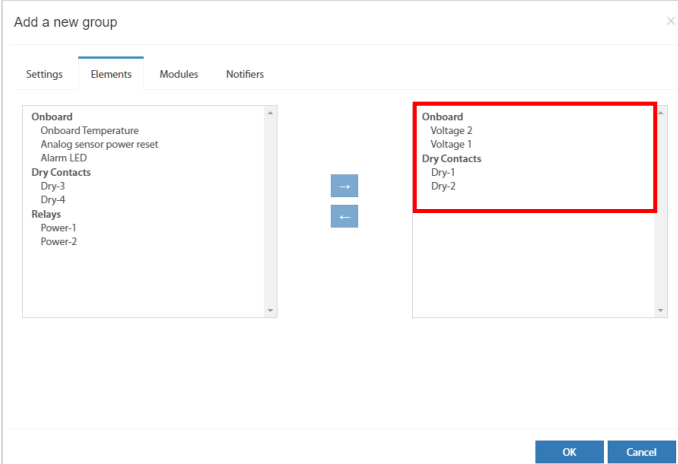 Add a new group
×
Settings Elements Modules Notifiers
Onboard
Onboard Temperature
Analog sensor power reset
Alarm LED
Dry Contacts
Dry-3
Dry-4
Relays
Power-1
Power-2
→
←
Onboard
Voltage 2
Voltage 1
Dry Contacts
Dry-1
Dry-2
OK Cancel